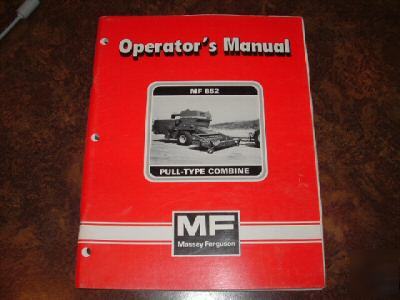 Operator's Manual
MF 852
PULL-TYPE COMBINE
MF
Massey Ferguson